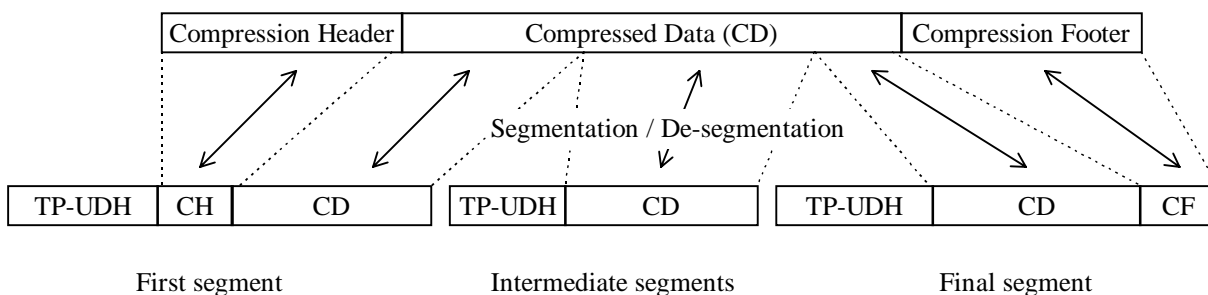 Compression Header Compressed Data (CD) Compression Footer
Segmentation / De-segmentation
TP-UDH CH CD TP-UDH CD TP-UDH CD CF
First segment Intermediate segments Final segment